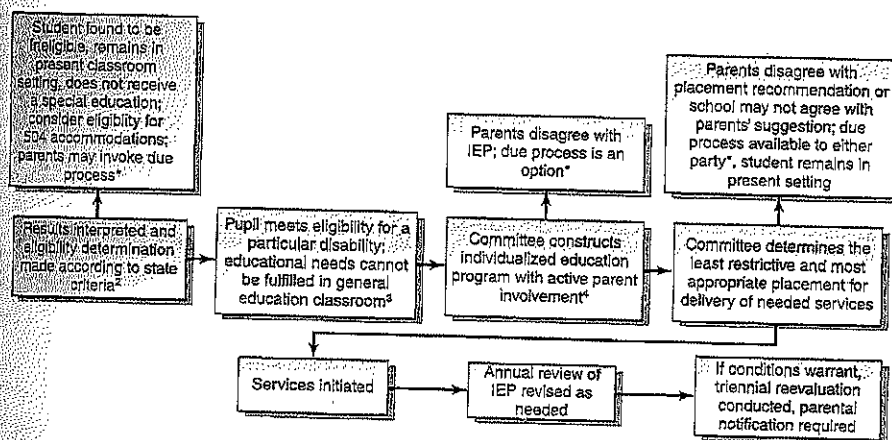 Student found to be
ineligible, remains in
present classroom
setting, does not receive
a special education;
consider eligiblity for
504 accommodations;
parents may invoke due
process*
Parents disagree with
IEP; due process is an
option*
Parents disagree with
placement recommendation or
school may not agree with
parents' suggestion; due
process available to either
party*, student remains in
present setting
Results interpreted and
eligibility determination
made according to state
criteria²
Pupil meets eligibility for a
particular disability;
educational needs cannot
be fulfilled in general
education classroom³
Committee constructs
individualized education
program with active parent
involvement⁴
Committee determines the
least restrictive and most
appropriate placement for
delivery of needed services
Services initiated
Annual review of
IEP revised as
needed
If conditions warrant,
triennial reevaluation
conducted, parental
notification required